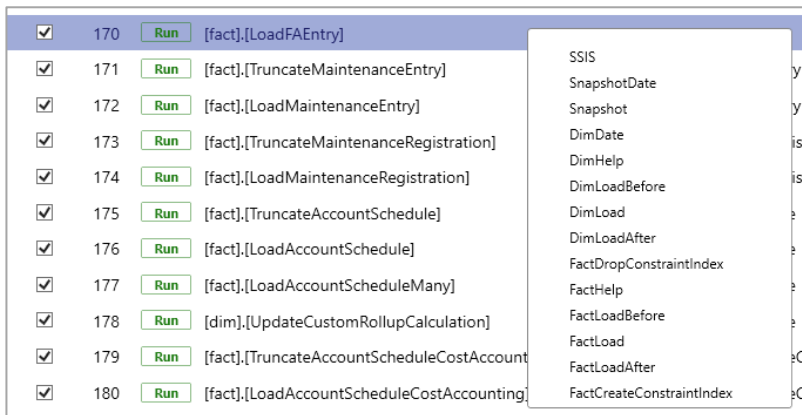 170 Run [fact].[LoadFAEntry]
171 Run [fact].[TruncateMaintenanceEntry]
172 Run [fact].[LoadMaintenanceEntry]
173 Run [fact].[TruncateMaintenanceRegistration]
174 Run [fact].[LoadMaintenanceRegistration]
175 Run [fact].[TruncateAccountSchedule]
176 Run [fact].[LoadAccountSchedule]
177 Run [fact].[LoadAccountScheduleMany]
178 Run [dim].[UpdateCustomRollupCalculation]
179 Run [fact].[TruncateAccountScheduleCostAccount
180 Run [fact].[LoadAccountScheduleCostAccounting]
SSIS
SnapshotDate
Snapshot
DimDate
DimHelp
DimLoadBefore
DimLoad
DimLoadAfter
FactDropConstraintIndex
FactHelp
FactLoadBefore
FactLoad
FactLoadAfter
FactCreateConstraintIndex